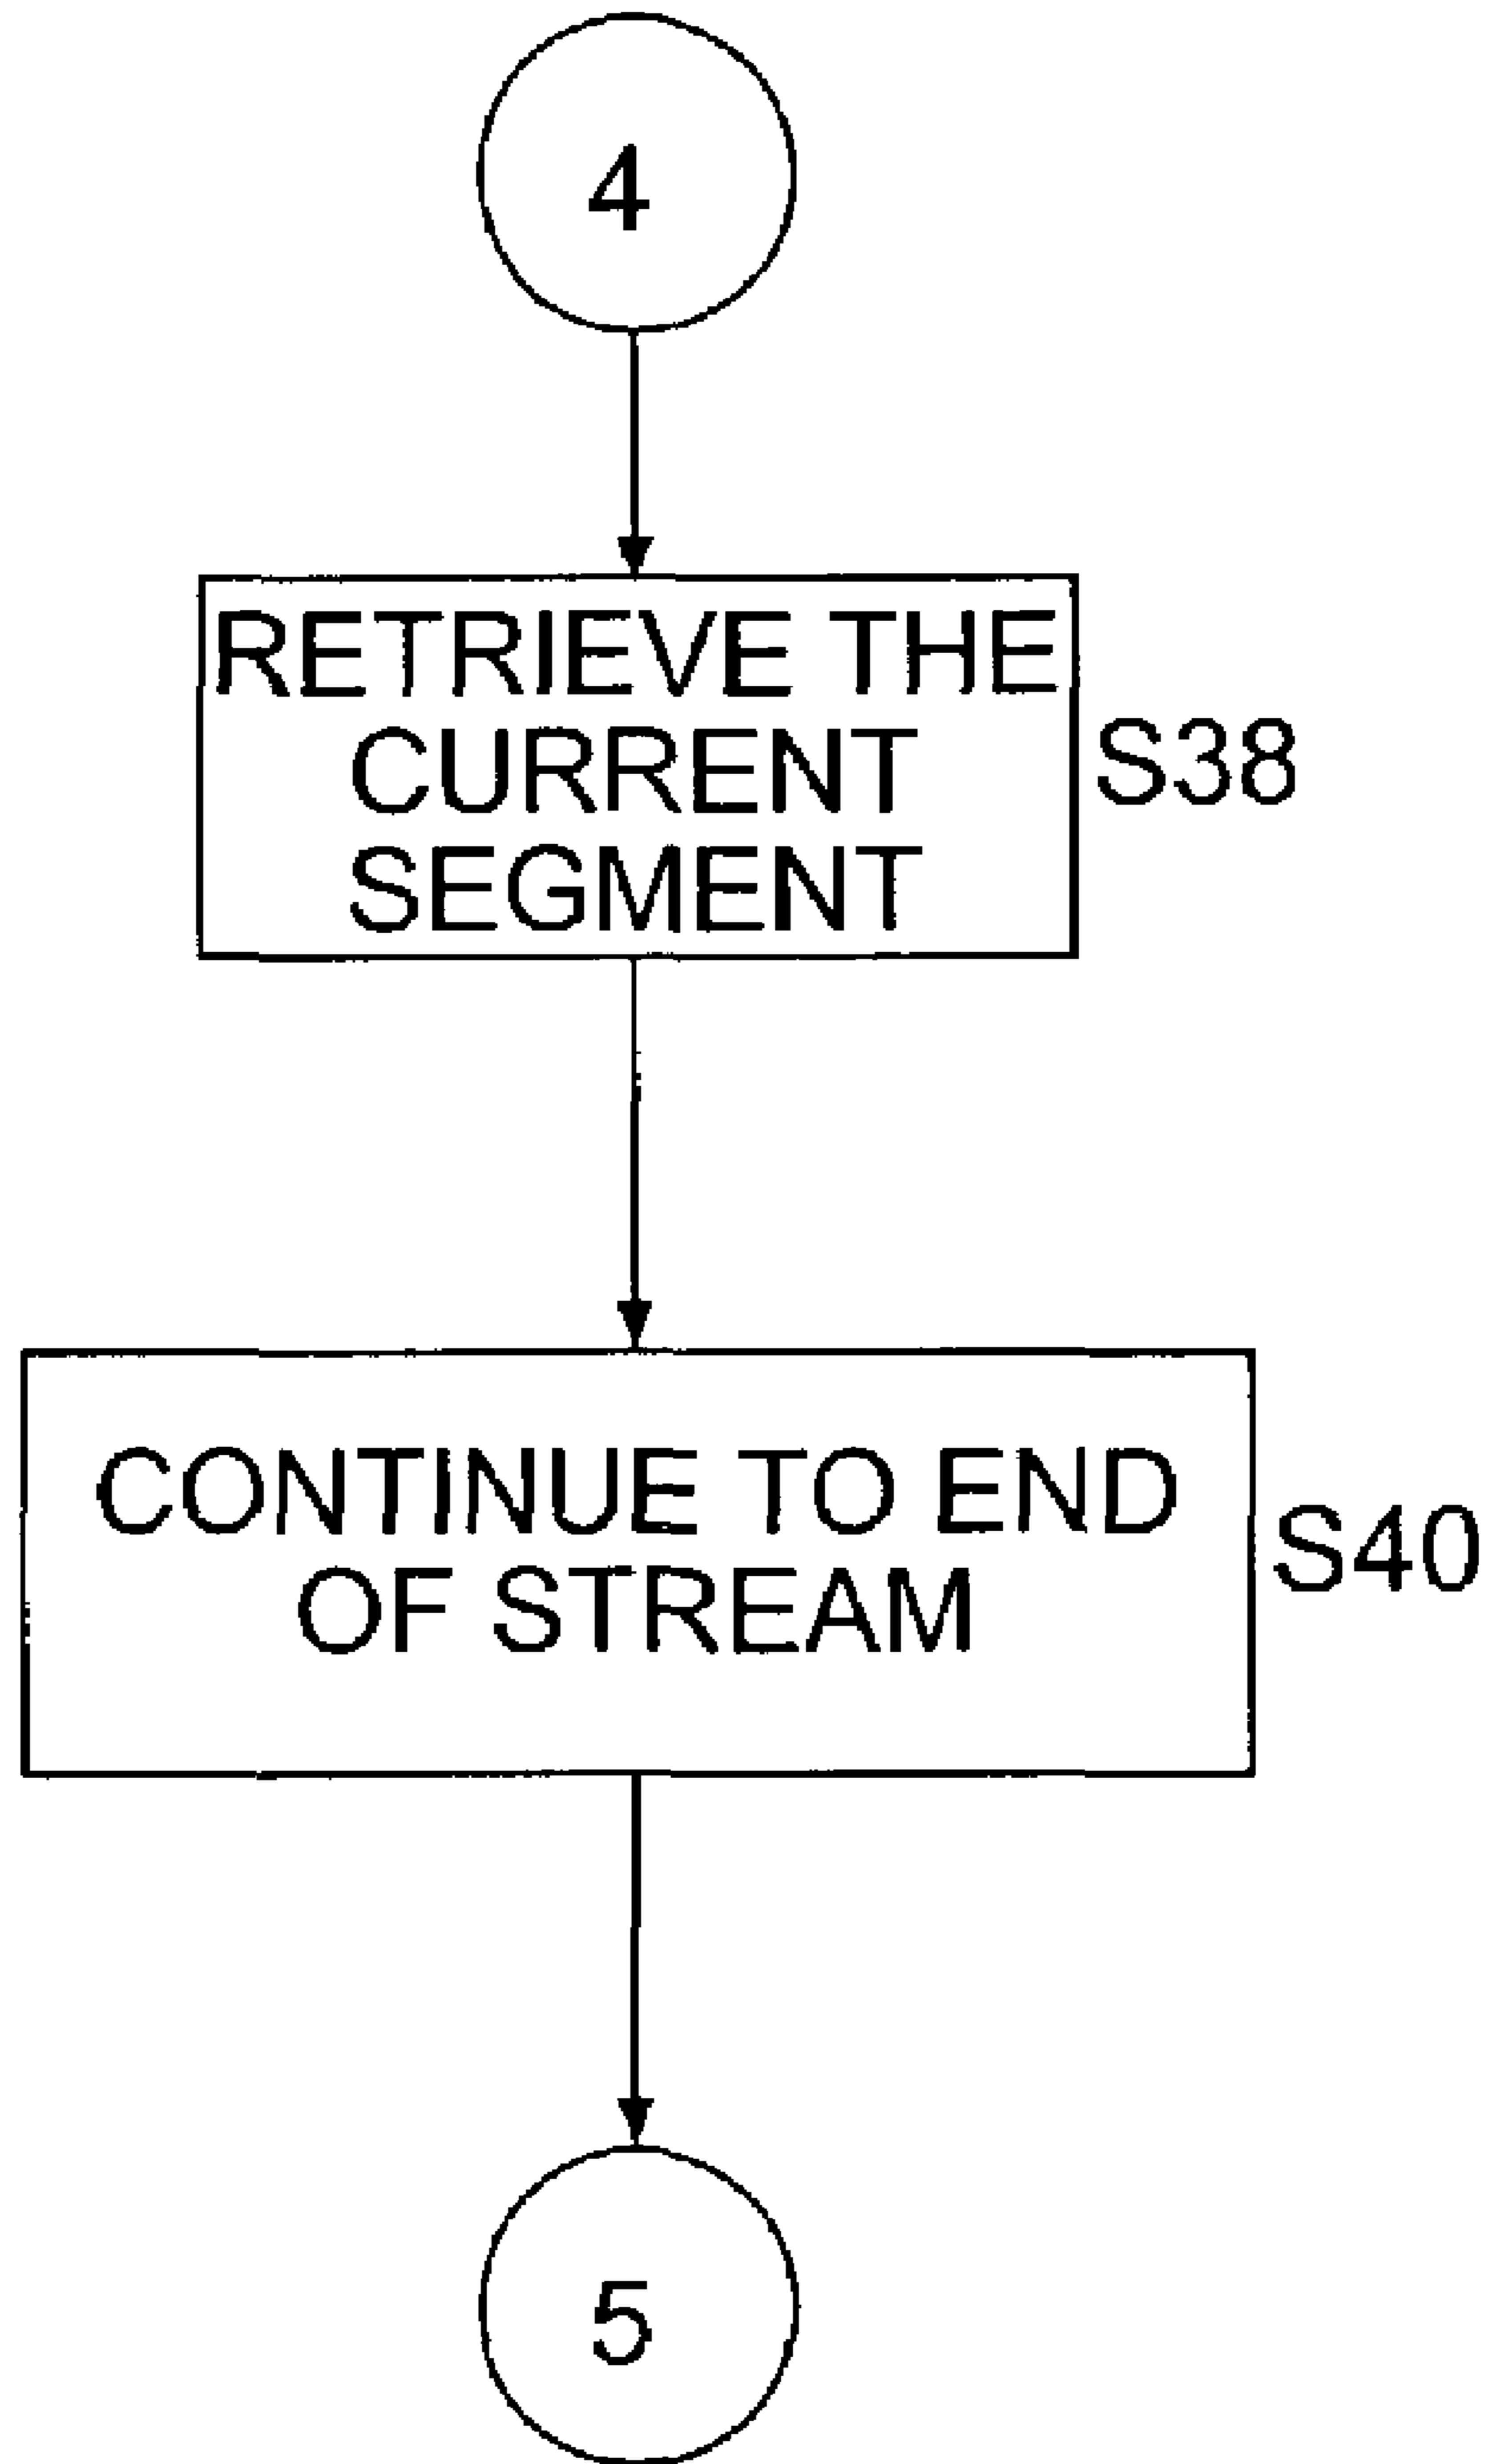 4
RETRIEVE THE
CURRENT
SEGMENT
S38
CONTINUE TO END
OF STREAM
S40
5